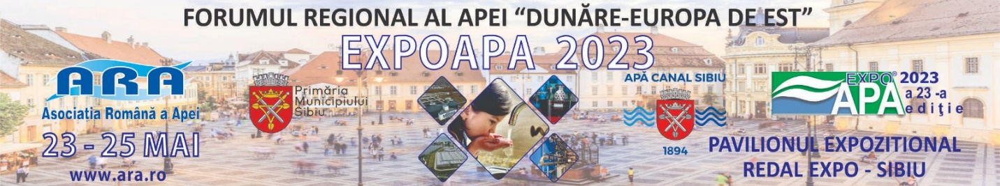 FORUMUL REGIONAL AL APEI “DUNĂRE-EUROPA DE EST”
EXPOAPA 2023
ARA
Asociația Română a Apei
23 - 25 MAI
www.ara.ro
Primăria
Municipiului
Sibiu
APĂ CANAL SIBIU
1894
EXPO® 2023
APA a 23 -a
ediţie
PAVILIONUL EXPOZITIONAL
REDAL EXPO - SIBIU